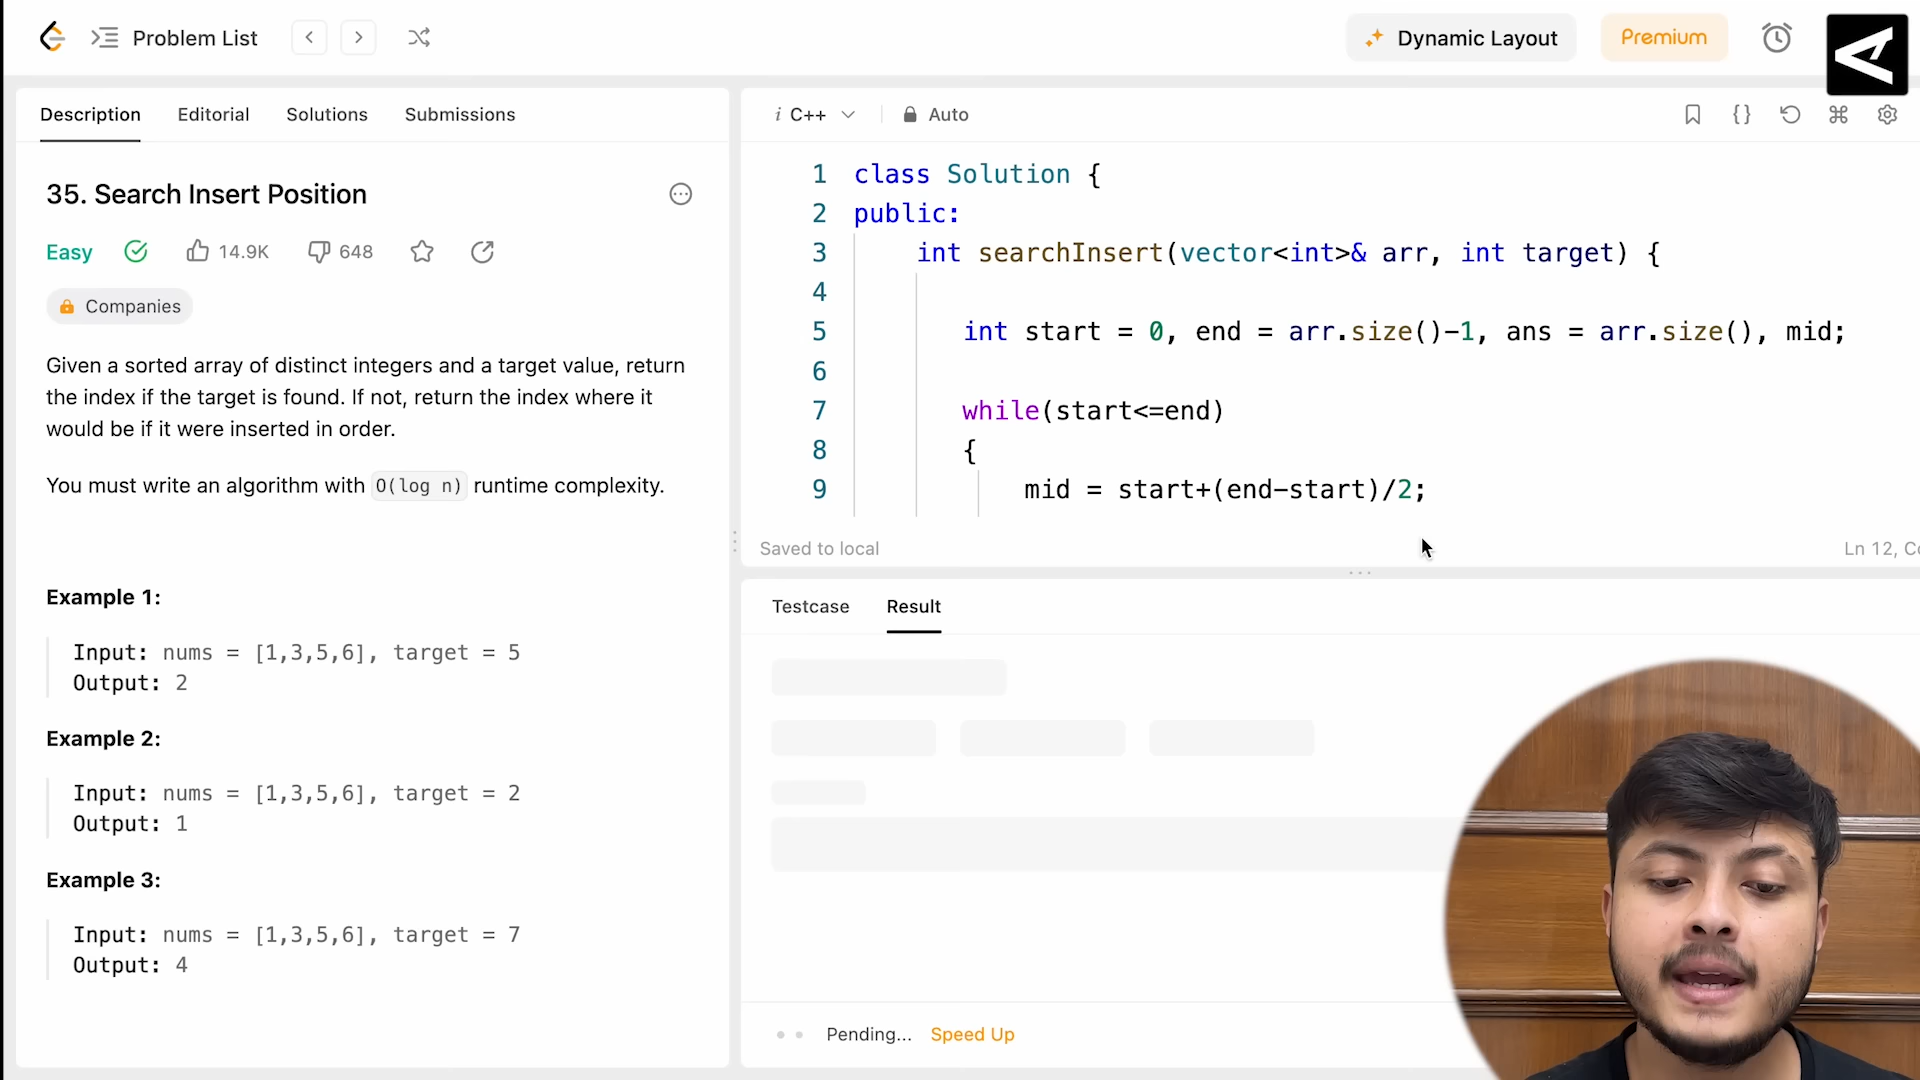 Problem List
Dynamic Layout
Premium
Description Editorial Solutions Submissions
35. Search Insert Position
Easy 14.9K 648
Companies
Given a sorted array of distinct integers and a target value, return
the index if the target is found. If not, return the index where it
would be if it were inserted in order.
You must write an algorithm with O(log n) runtime complexity.
Example 1:
Input: nums = [1,3,5,6], target = 5
Output: 2
Example 2:
Input: nums = [1,3,5,6], target = 2
Output: 1
Example 3:
Input: nums = [1,3,5,6], target = 7
Output: 4
i C++ Auto
{}
1 class Solution {
2 public:
3 int searchInsert(vector<int>& arr, int target) {
4
5 int start = 0, end = arr.size()-1, ans = arr.size(), mid;
6
7 while(start<=end)
8 {
9 mid = start+(end-start)/2;
Saved to local
Ln 12, Co
Testcase Result
Pending... Speed Up